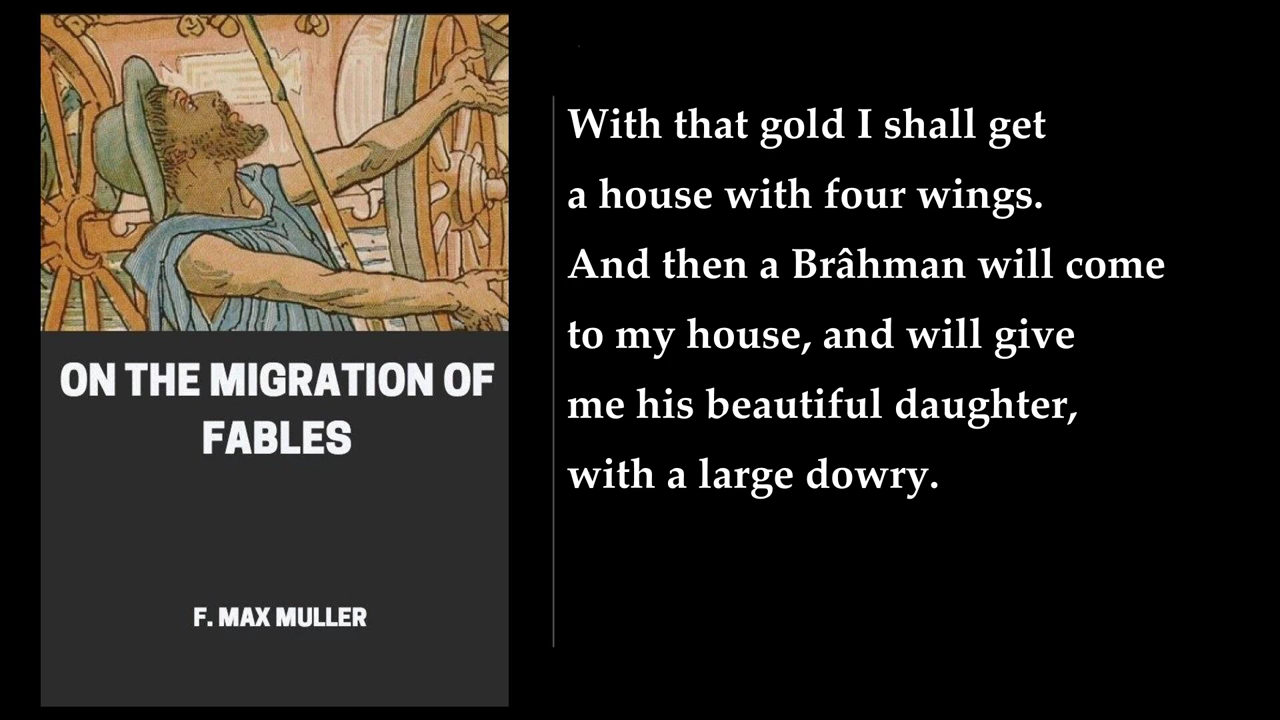 ON THE MIGRATION OF
FABLES
F. MAX MULLER
With that gold I shall get
a house with four wings.
And then a Brâhman will come
to my house, and will give
me his beautiful daughter,
with a large dowry.